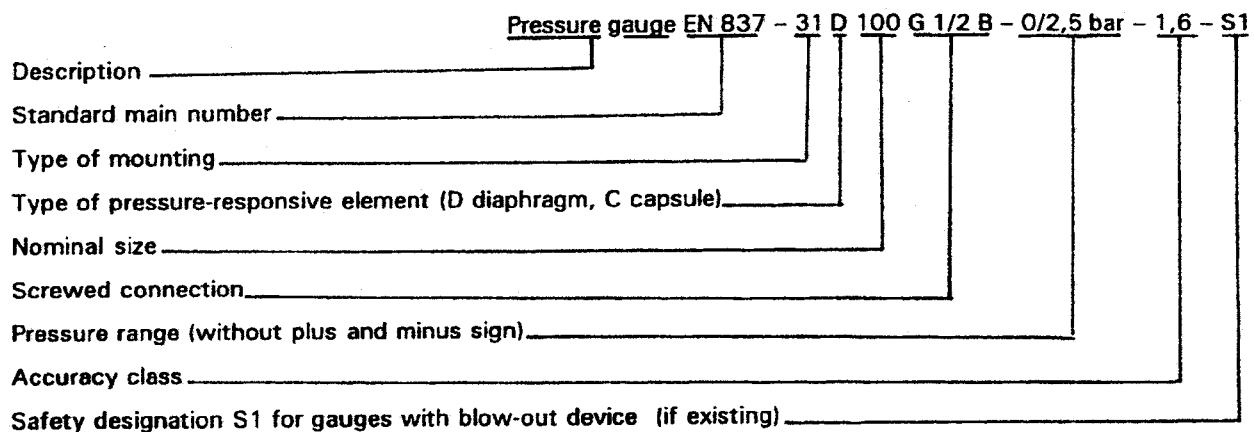 Pressure gauge EN 837 - 31 D 100 G 1/2 B - 0/2,5 bar - 1,6 - S1
Description
Standard main number
Type of mounting
Type of pressure-responsive element (D diaphragm, C capsule)
Nominal size
Screwed connection
Pressure range (without plus and minus sign)
Accuracy class
Safety designation S1 for gauges with blow-out device (if existing)